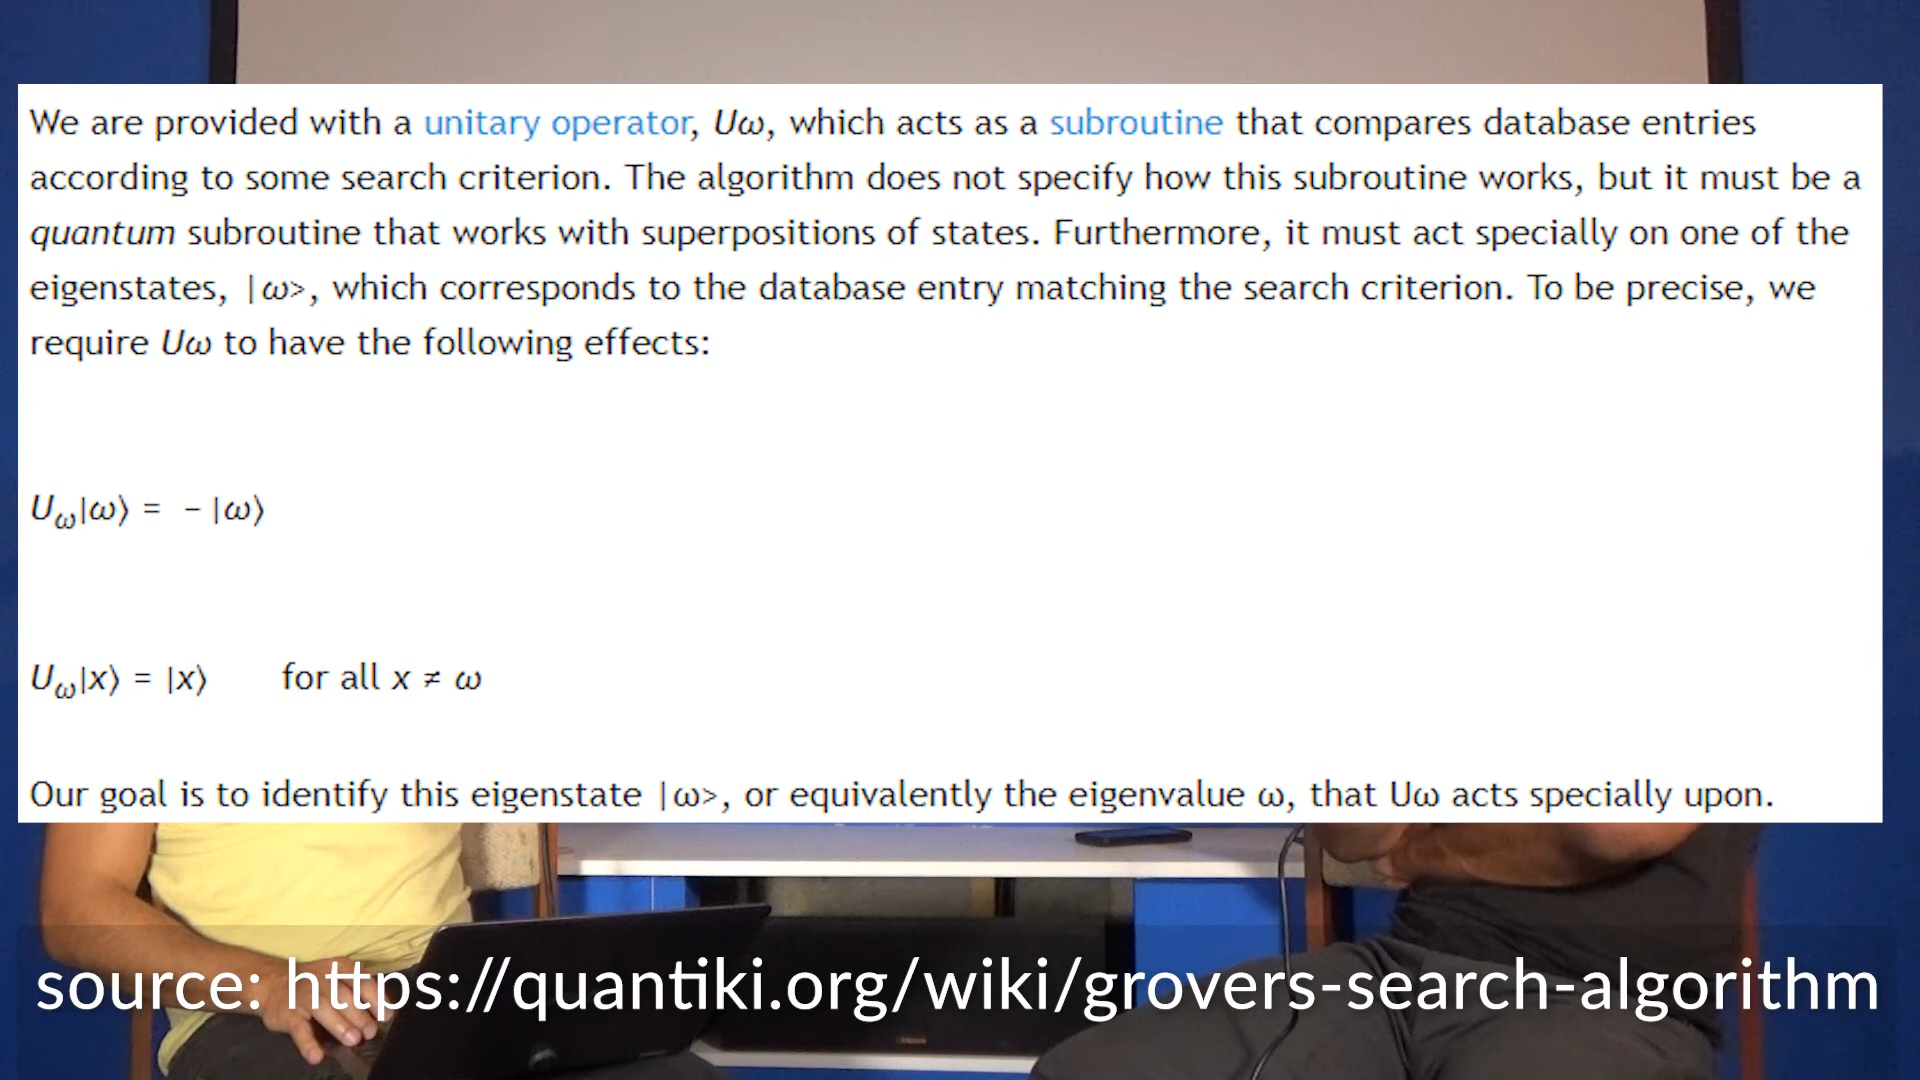 We are provided with a unitary operator, Uω, which acts as a subroutine that compares database entries
according to some search criterion. The algorithm does not specify how this subroutine works, but it must be a
quantum subroutine that works with superpositions of states. Furthermore, it must act specially on one of the
eigenstates, |ω>, which corresponds to the database entry matching the search criterion. To be precise, we
require Uω to have the following effects:
Uω|ω⟩ = – |ω⟩
Uω|x⟩ = |x⟩ for all x ≠ ω
Our goal is to identify this eigenstate |ω>, or equivalently the eigenvalue ω, that Uω acts specially upon.
source: https://quantiki.org/wiki/grovers-search-algorithm